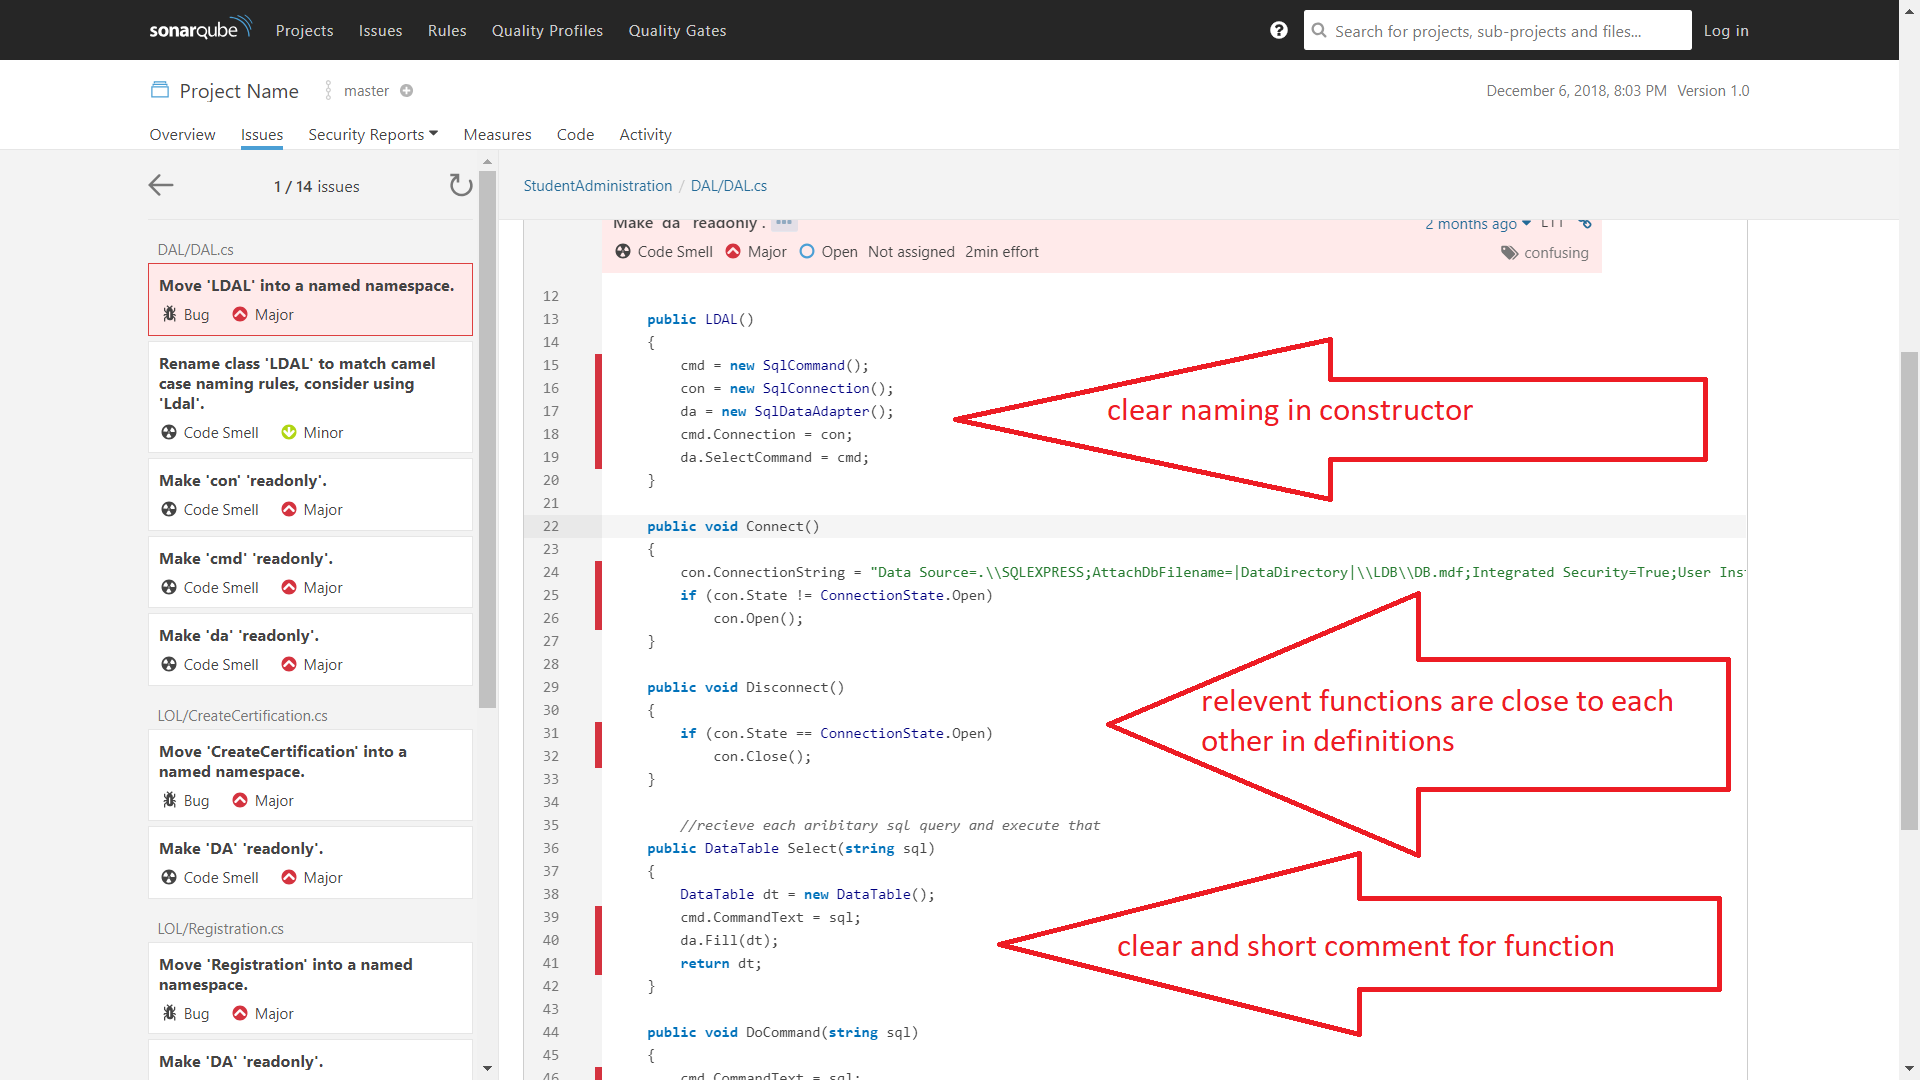 sonarqube Projects Issues Rules Quality Profiles Quality Gates Search for projects, sub-projects and files... Log in
Project Name master December 6, 2018, 8:03 PM Version 1.0
Overview Issues Security Reports Measures Code Activity
1 / 14 issues
DAL/DAL.cs
Move 'LDAL' into a named namespace.
Bug Major
Rename class 'LDAL' to match camel
case naming rules, consider using
'Ldal'.
Code Smell Minor
Make 'con' 'readonly'.
Code Smell Major
Make 'cmd' 'readonly'.
Code Smell Major
Make 'da' 'readonly'.
Code Smell Major
LOL/CreateCertification.cs
Move 'CreateCertification' into a
named namespace.
Bug Major
Make 'DA' 'readonly'.
Code Smell Major
LOL/Registration.cs
Move 'Registration' into a named
namespace.
Bug Major
Make 'DA' 'readonly'.
StudentAdministration / DAL/DAL.cs
Make 'da' 'readonly'. 2 months ago L11
Code Smell Major Open Not assigned 2min effort confusing
12
13 public LDAL()
14 {
15 cmd = new SqlCommand();
16 con = new SqlConnection();
17 da = new SqlDataAdapter();
18 cmd.Connection = con;
19 da.SelectCommand = cmd;
20 }
21
22 public void Connect()
23 {
24 con.ConnectionString = "Data Source=.\\SQLEXPRESS;AttachDbFilename=|DataDirectory|\\LDB\\DB.mdf;Integrated Security=True;User Ins
25 if (con.State != ConnectionState.Open)
26 con.Open();
27 }
28
29 public void Disconnect()
30 {
31 if (con.State == ConnectionState.Open)
32 con.Close();
33 }
34
35 //recieve each aribitary sql query and execute that
36 public DataTable Select(string sql)
37 {
38 DataTable dt = new DataTable();
39 cmd.CommandText = sql;
40 da.Fill(dt);
41 return dt;
42 }
43
44 public void DoCommand(string sql)
45 {
46 cmd.CommandText = sql;
clear naming in constructor
relevent functions are close to each
other in definitions
clear and short comment for function